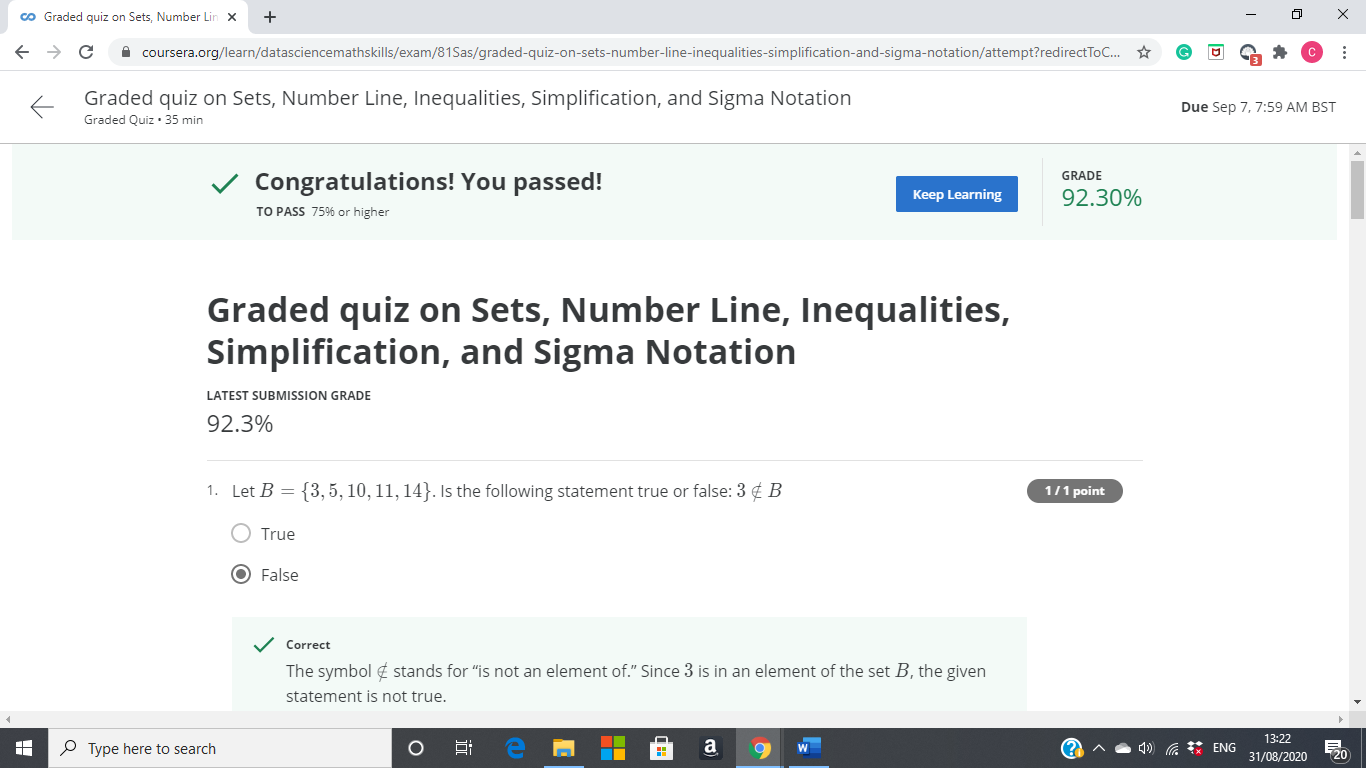 Graded quiz on Sets, Number Lin
coursera.org/learn/datasciencemathskills/exam/81Sas/graded-quiz-on-sets-number-line-inequalities-simplification-and-sigma-notation/attempt?redirectToC...
3
C
Graded quiz on Sets, Number Line, Inequalities, Simplification, and Sigma Notation
Graded Quiz • 35 min
Due Sep 7, 7:59 AM BST
Congratulations! You passed!
TO PASS 75% or higher
Keep Learning
GRADE
92.30%
Graded quiz on Sets, Number Line, Inequalities,
Simplification, and Sigma Notation
LATEST SUBMISSION GRADE
92.3%
1. Let B = {3, 5, 10, 11, 14}. Is the following statement true or false: 3 ∉ B
1 / 1 point
True
False
Correct
The symbol ∉ stands for “is not an element of.” Since 3 is in an element of the set B, the given
statement is not true.
Type here to search
ENG
13:22
31/08/2020
20